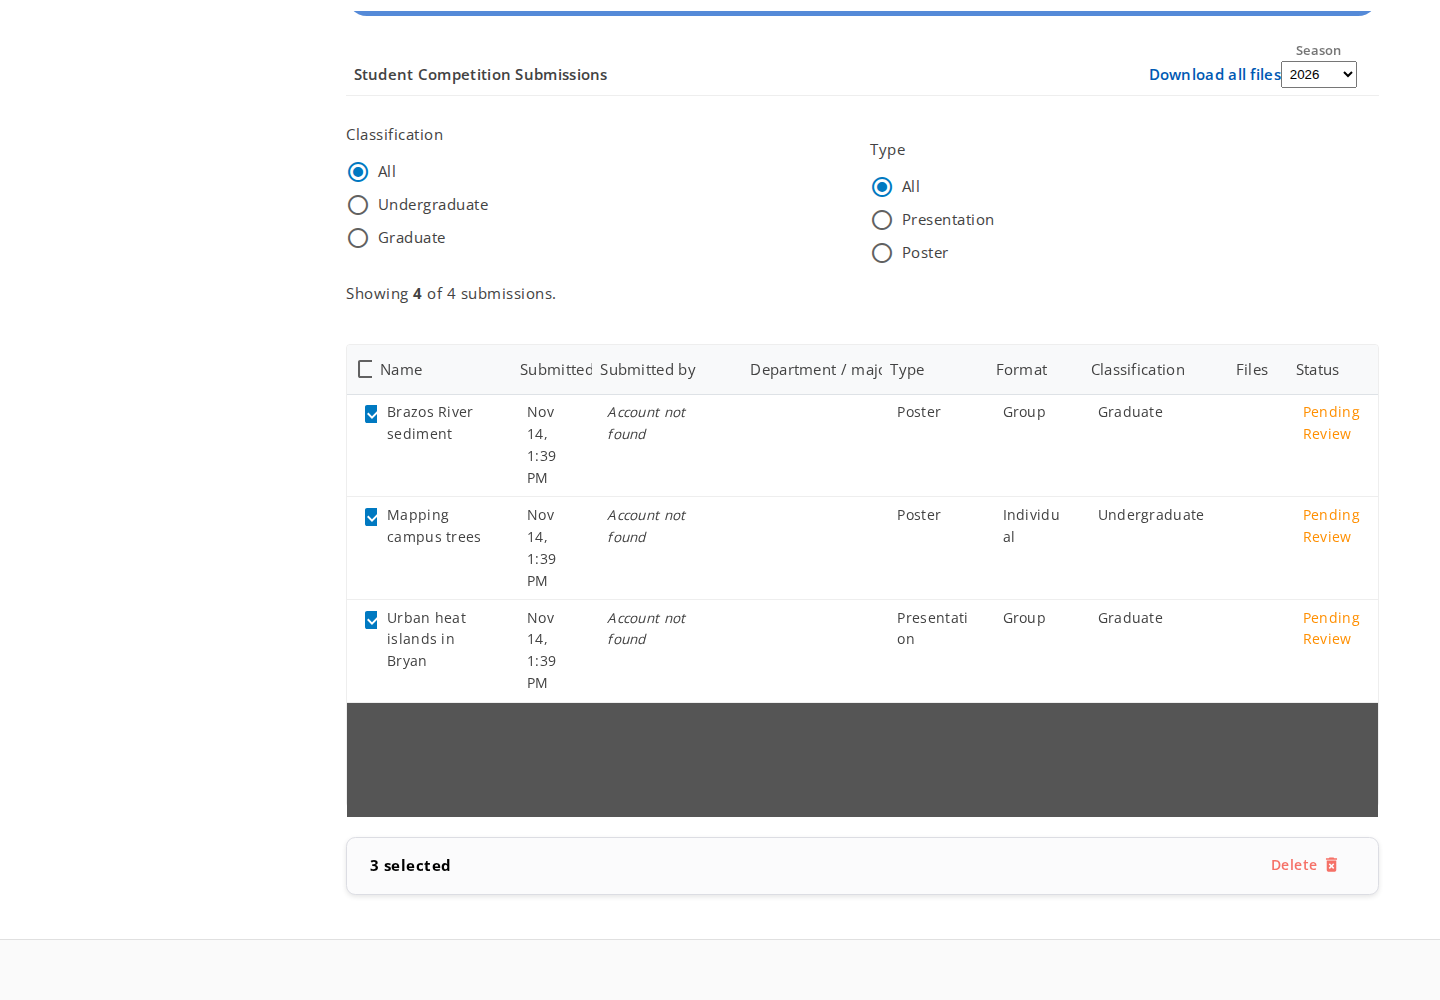 Season
Student Competition Submissions Download all files 2026
Classification
Type
All
All
Undergraduate
Presentation
Graduate
Poster
Showing 4 of 4 submissions.
Name Submitted Submitted by Department / majo Type Format Classification Files Status
Brazos River Nov Account not Poster Group Graduate Pending
sediment 14, found Review
1:39
PM
Mapping Nov Account not Poster Individu Undergraduate Pending
campus trees 14, found al Review
1:39
PM
Urban heat Nov Account not Presentati Group Graduate Pending
islands in 14, found on Review
Bryan 1:39
PM
3 selected Delete